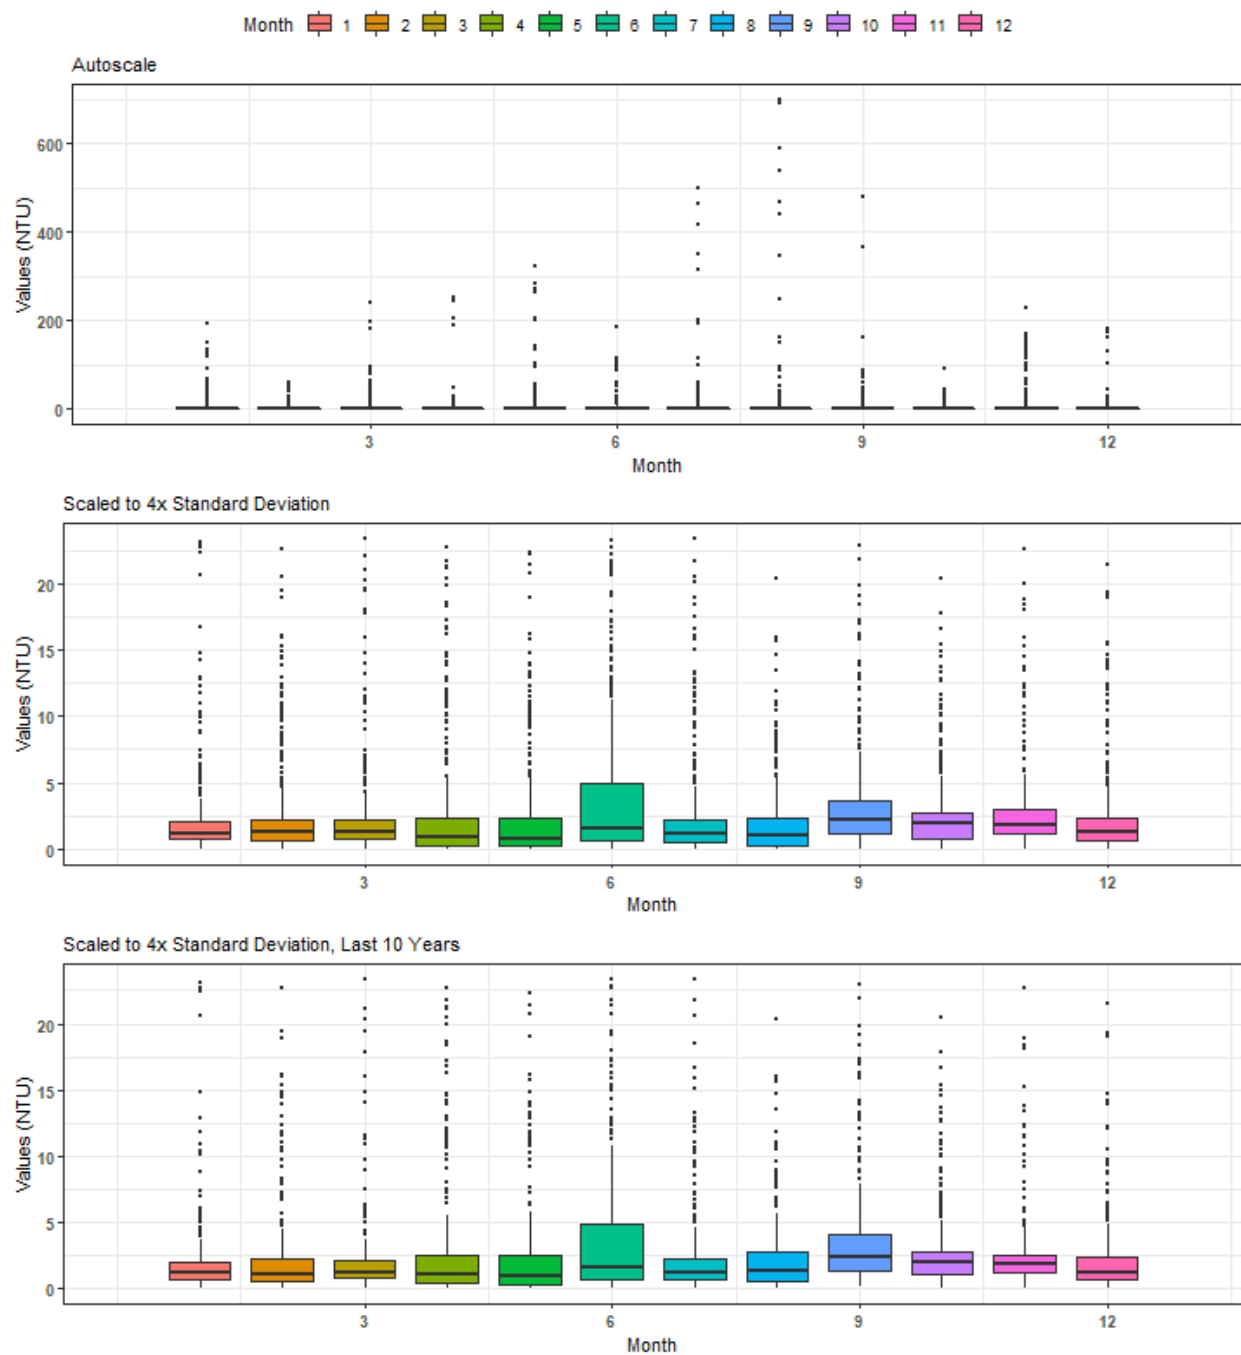 Month 1 2 3 4 5 6 7 8 9 10 11 12
Autoscale
600
400
200
0
Values (NTU)
3 6 9 12
Month
Scaled to 4x Standard Deviation
20
15
10
5
0
Values (NTU)
3 6 9 12
Month
Scaled to 4x Standard Deviation, Last 10 Years
20
15
10
5
0
Values (NTU)
3 6 9 12
Month